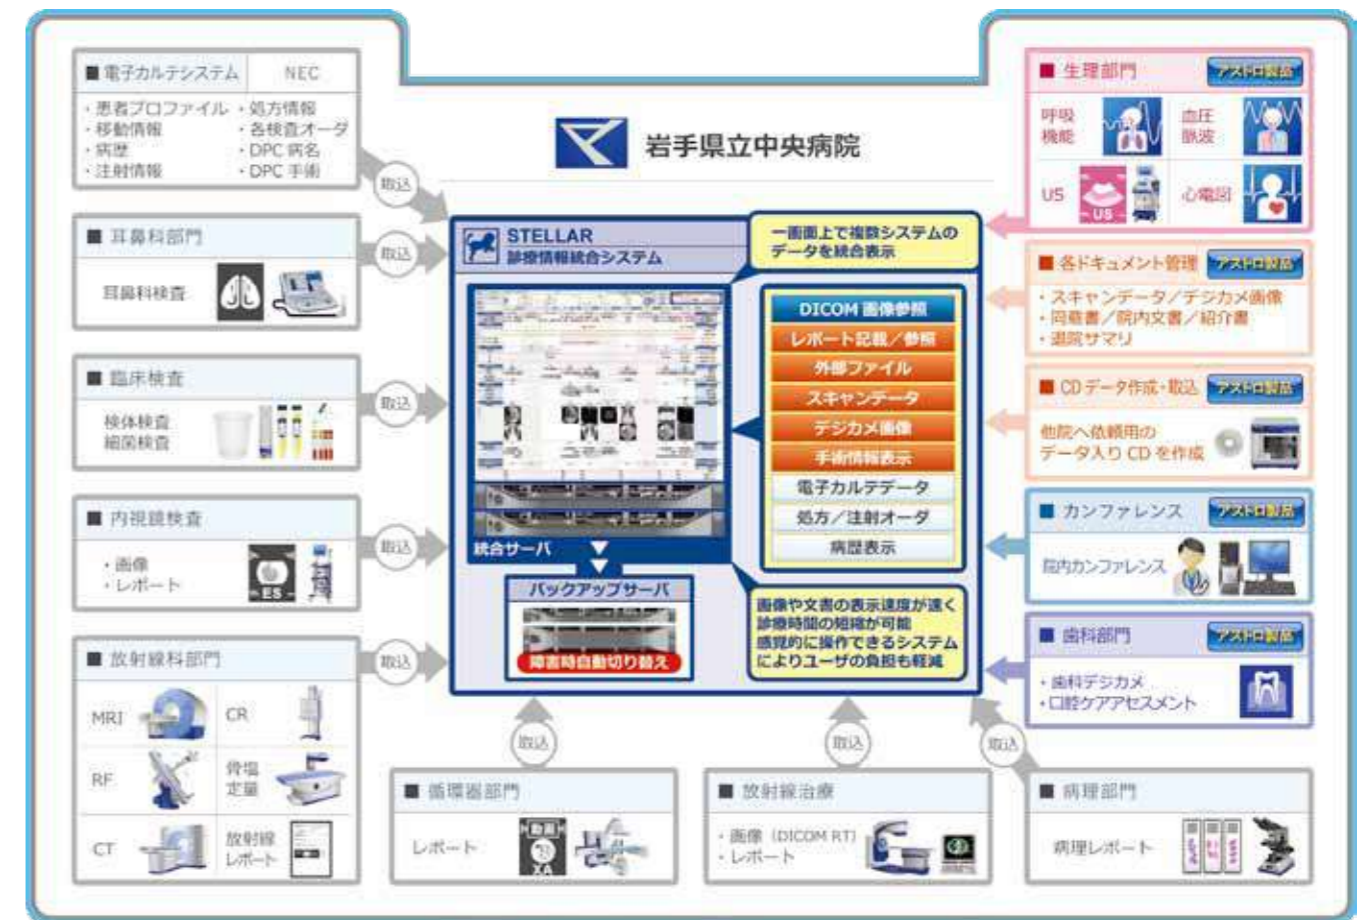 ■ 電子カルテシステム NEC
・患者プロファイル ・処方情報
・移動情報 ・各検査オーダ
・病歴 ・DPC 病名
・注射情報 ・DPC 手術
取込
■ 耳鼻科部門
耳鼻科検査
取込
■ 臨床検査
検体検査
細菌検査
取込
■ 内視鏡検査
・画像
・レポート
ES
取込
■ 放射線科部門
MRI CR
RF 骨塩
定量
CT 放射線
レポート
取込
岩手県立中央病院
STELLAR
診療情報統合システム
一画面上で複数システムの
データを統合表示
DICOM 画像参照
レポート記載／参照
外部ファイル
スキャンデータ
デジカメ画像
手術情報表示
電子カルテデータ
処方／注射オーダ
病歴表示
統合サーバ
バックアップサーバ
障害時自動切り替え
画像や文書の表示速度が速く
診療時間の短縮が可能
感覚的に操作できるシステム
によりユーザの負担も軽減
■ 生理部門 アストロ製品
呼吸
機能
血圧
脈波
US US 心電図
■ 各ドキュメント管理 アストロ製品
・スキャンデータ／デジカメ画像
・同意書／院内文書／紹介書
・退院サマリ
■ CDデータ作成・取込 アストロ製品
他院へ依頼用の
データ入り CD を作成
■ カンファレンス アストロ製品
院内カンファレンス
■ 歯科部門 アストロ製品
・歯科デジカメ
・口腔ケアアセスメント
取込
■ 循環器部門
レポート
動画
XA
取込
■ 放射線治療
・画像（DICOM RT）
・レポート
取込
■ 病理部門
病理レポート